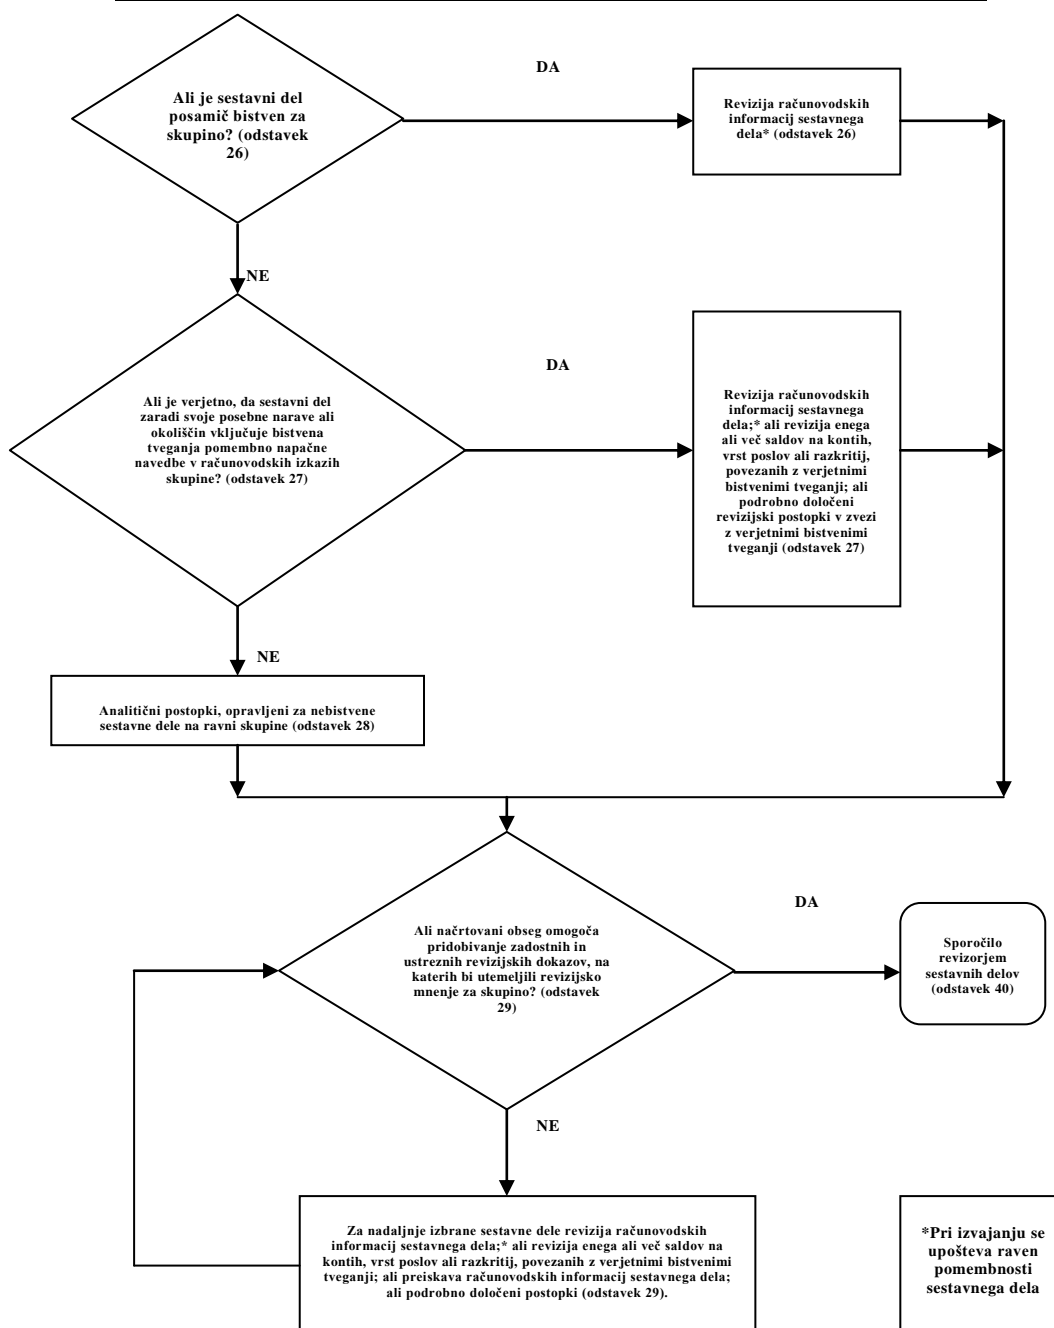 DA
Ali je sestavni del
posamič bistven za
skupino? (odstavek
26)
Revizija računovodskih
informacij sestavnega
dela* (odstavek 26)
NE
DA
Ali je verjetno, da sestavni del
zaradi svoje posebne narave ali
okoliščin vključuje bistvena
tveganja pomembno napačne
navedbe v računovodskih izkazih
skupine? (odstavek 27)
Revizija računovodskih
informacij sestavnega
dela;* ali revizija enega
ali več saldov na kontih,
vrst poslov ali razkritij,
povezanih z verjetnimi
bistvenimi tveganji; ali
podrobno določeni
revizijski postopki v zvezi
z verjetnimi bistvenimi
tveganji (odstavek 27)
NE
Analitični postopki, opravljeni za nebistvene
sestavne dele na ravni skupine (odstavek 28)
DA
Ali načrtovani obseg omogoča
pridobivanje zadostnih in
ustreznih revizijskih dokazov, na
katerih bi utemeljili revizijsko
mnenje za skupino? (odstavek
29)
Sporočilo
revizorjem
sestavnih delov
(odstavek 40)
NE
Za nadaljnje izbrane sestavne dele revizija računovodskih
informacij sestavnega dela;* ali revizija enega ali več saldov na
kontih, vrst poslov ali razkritij, povezanih z verjetnimi bistvenimi
tveganji; ali preiskava računovodskih informacij sestavnega dela;
ali podrobno določeni postopki (odstavek 29).
*Pri izvajanju se
upošteva raven
pomembnosti
sestavnega dela